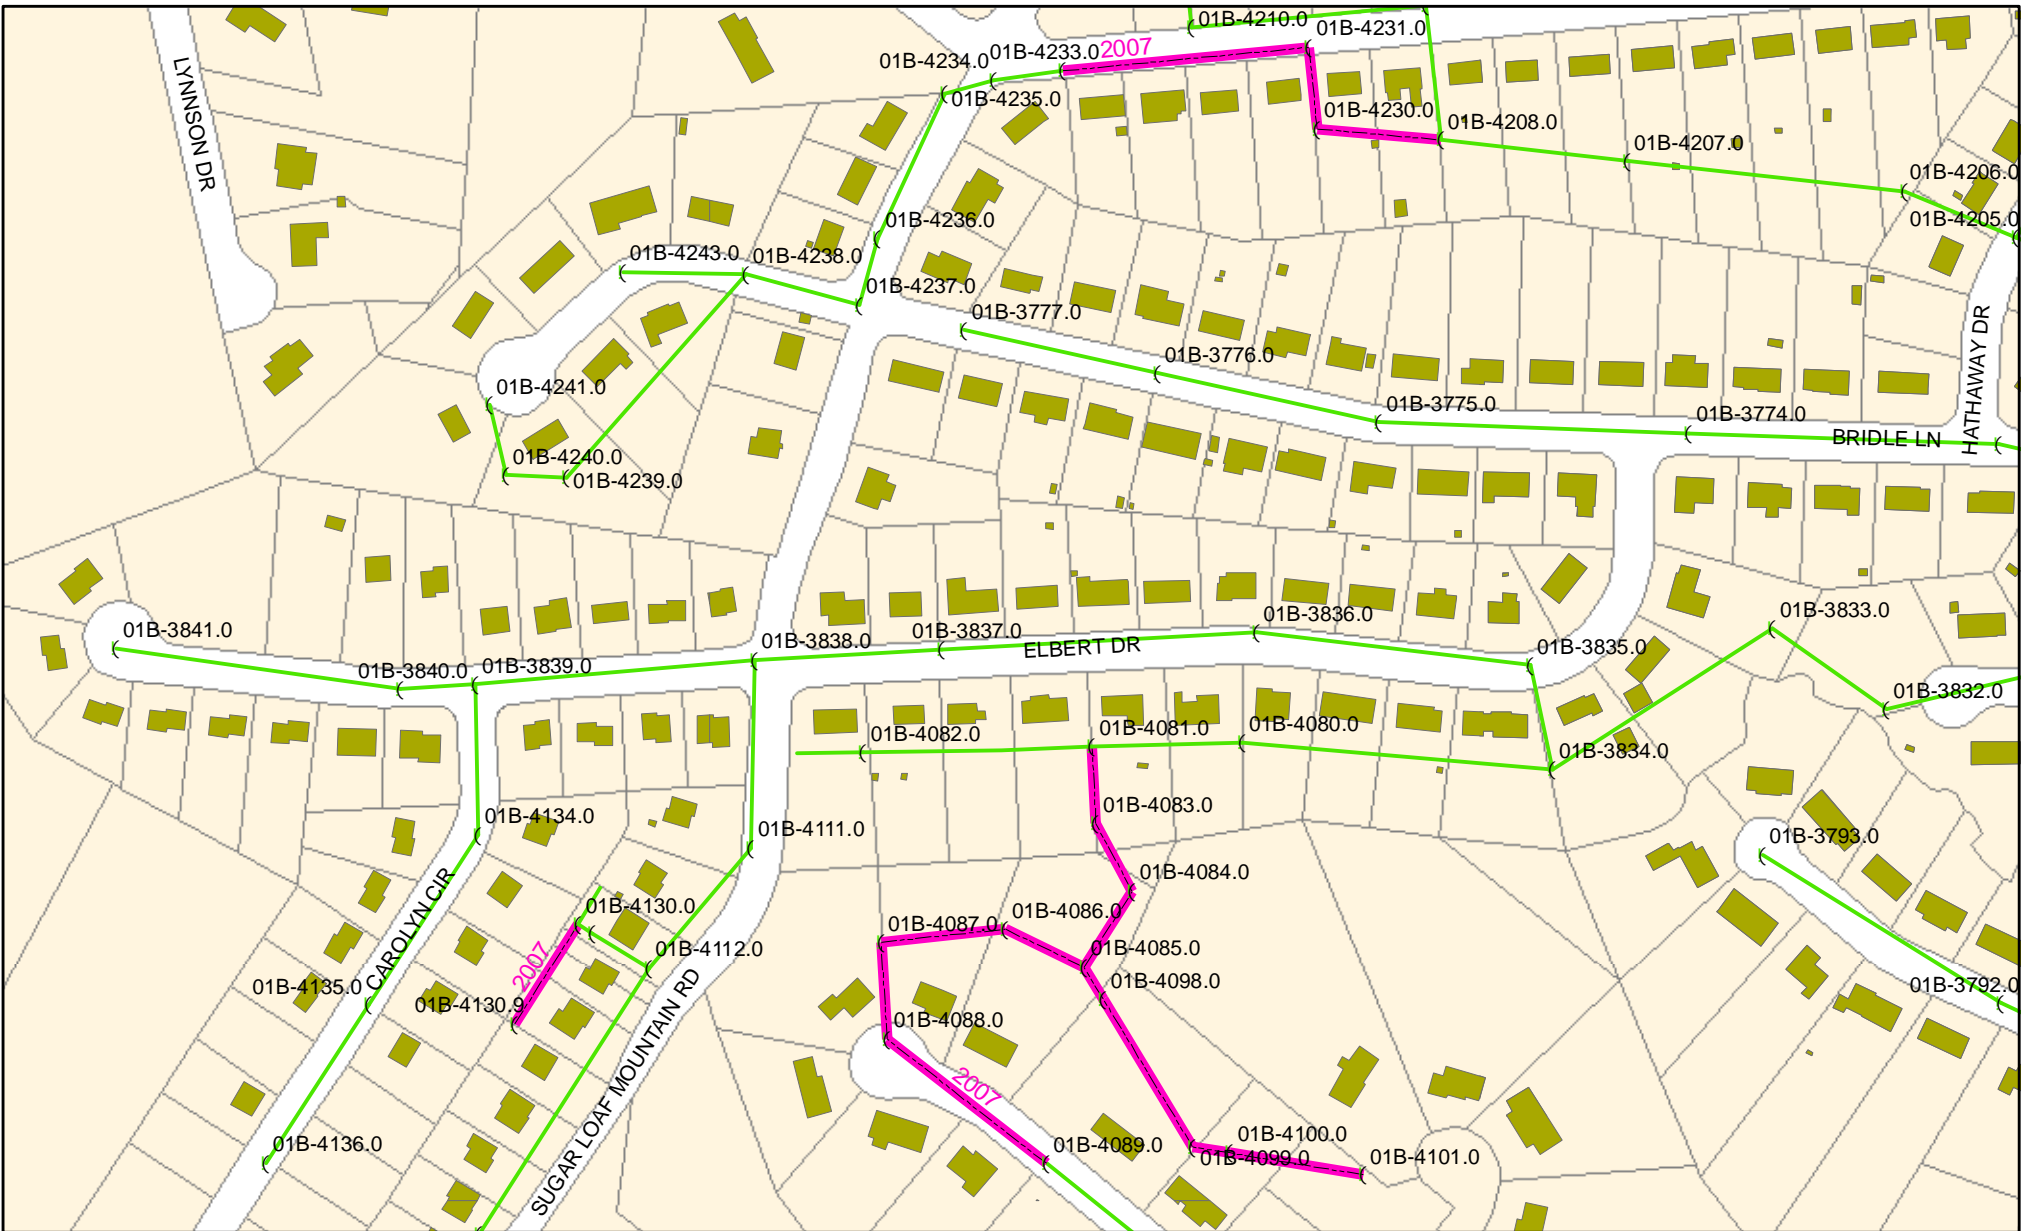 01B-4210.0
01B-4231.0
01B-4234.0
01B-4233.0
2007
LYNNSON DR
01B-4235.0
01B-4230.0
01B-4208.0
01B-4207.0
01B-4206.0
01B-4205.0
01B-4236.0
01B-4243.0
01B-4238.0
01B-4237.0
01B-3777.0
01B-3776.0
HATHAWAY DR
01B-4241.0
01B-3775.0
01B-3774.0
BRIDLE LN
01B-4240.0
01B-4239.0
01B-3841.0
01B-3840.0
01B-3839.0
01B-3838.0
01B-3837.0
01B-3836.0
ELBERT DR
01B-3835.0
01B-3833.0
01B-3832.0
01B-4082.0
01B-4081.0
01B-4080.0
01B-3834.0
01B-4134.0
01B-4111.0
01B-4083.0
01B-3793.0
01B-4084.0
CAROLYN CIR
01B-4130.0
01B-4087.0
01B-4086.0
01B-4112.0
01B-4085.0
2007
01B-4098.0
01B-4135.0
01B-4130.9
01B-3792.0
01B-4088.0
SUGAR LOAF MOUNTAIN RD
2007
01B-4136.0
01B-4089.0
01B-4100.0
01B-4099.0
01B-4101.0